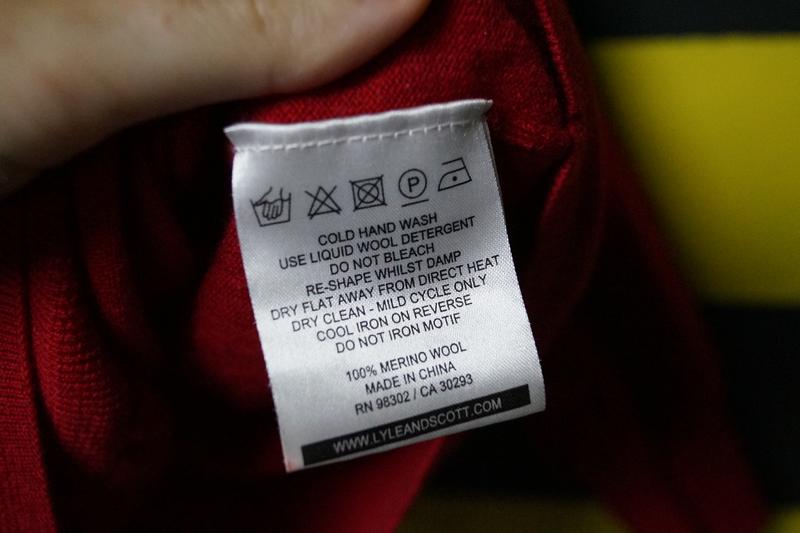 P
COLD HAND WASH
USE LIQUID WOOL DETERGENT
DO NOT BLEACH
RE-SHAPE WHILST DAMP
DRY FLAT AWAY FROM DIRECT HEAT
DRY CLEAN - MILD CYCLE ONLY
COOL IRON ON REVERSE
DO NOT IRON MOTIF
100% MERINO WOOL
MADE IN CHINA
RN 98302 / CA 30293
WWW.LYLEANDSCOTT.COM